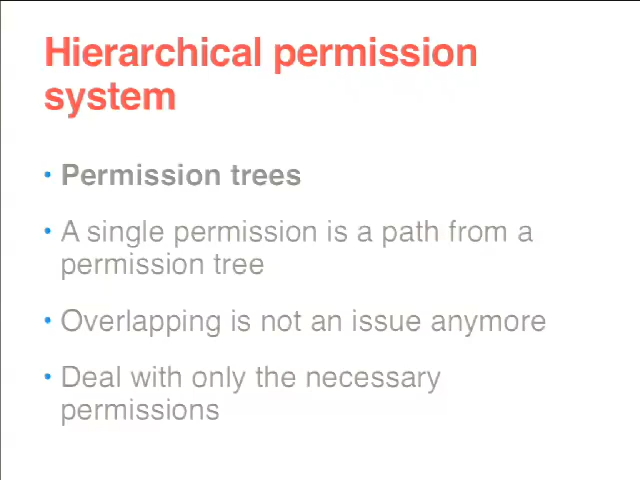 Hierarchical permission
system
• Permission trees
• A single permission is a path from a
permission tree
• Overlapping is not an issue anymore
• Deal with only the necessary
permissions